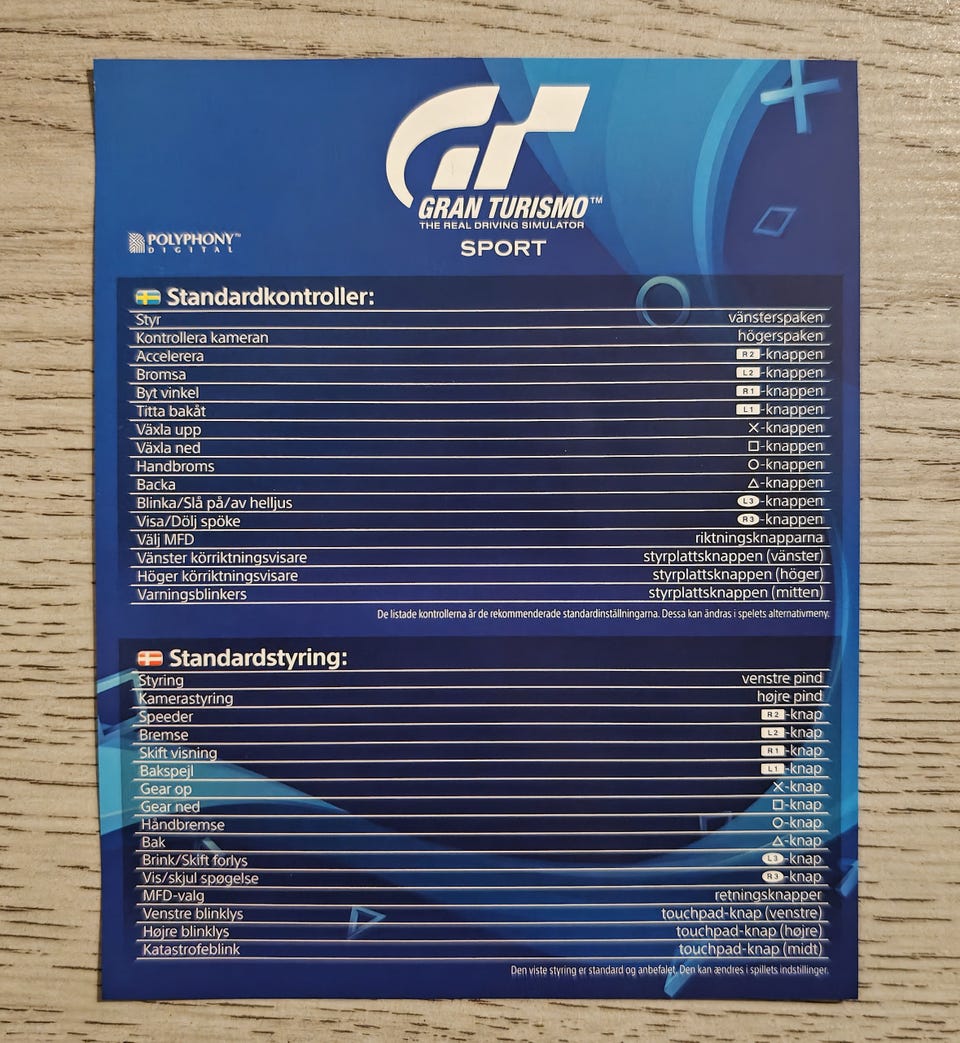 GRAN TURISMO™
THE REAL DRIVING SIMULATOR
SPORT
POLYPHONY™
DIGITAL
Standardkontroller:
Styr vänsterspaken
Kontrollera kameran högerspaken
Accelerera R2-knappen
Bromsa L2-knappen
Byt vinkel R1-knappen
Titta bakåt L1-knappen
Växla upp ✕-knappen
Växla ned □-knappen
Handbroms ○-knappen
Backa △-knappen
Blinka/Slå på/av helljus L3-knappen
Visa/Dölj spöke R3-knappen
Välj MFD riktningsknapparna
Vänster körriktningsvisare styrplattsknappen (vänster)
Höger körriktningsvisare styrplattsknappen (höger)
Varningsblinkers styrplattsknappen (mitten)
De listade kontrollerna är de rekommenderade standardinställningarna. Dessa kan ändras i spelets alternativmeny.
Standardstyring:
Styring venstre pind
Kamerastyring højre pind
Speeder R2-knap
Bremse L2-knap
Skift visning R1-knap
Bakspejl L1-knap
Gear op ✕-knap
Gear ned □-knap
Håndbremse ○-knap
Bak △-knap
Brink/Skift forlys L3-knap
Vis/skjul spøgelse R3-knap
MFD-valg retningsknapper
Venstre blinklys touchpad-knap (venstre)
Højre blinklys touchpad-knap (højre)
Katastrofeblink touchpad-knap (midt)
Den viste styring er standard og anbefalet. Den kan ændres i spillets indstillinger.